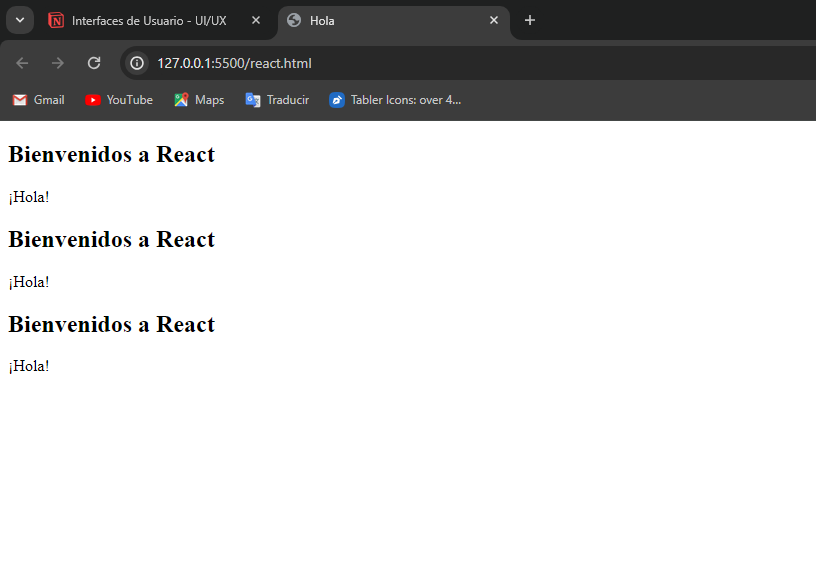 Interfaces de Usuario - UI/UX
Hola
127.0.0.1:5500/react.html
Gmail
YouTube
Maps
Traducir
Tabler Icons: over 4...
Bienvenidos a React
¡Hola!
Bienvenidos a React
¡Hola!
Bienvenidos a React
¡Hola!